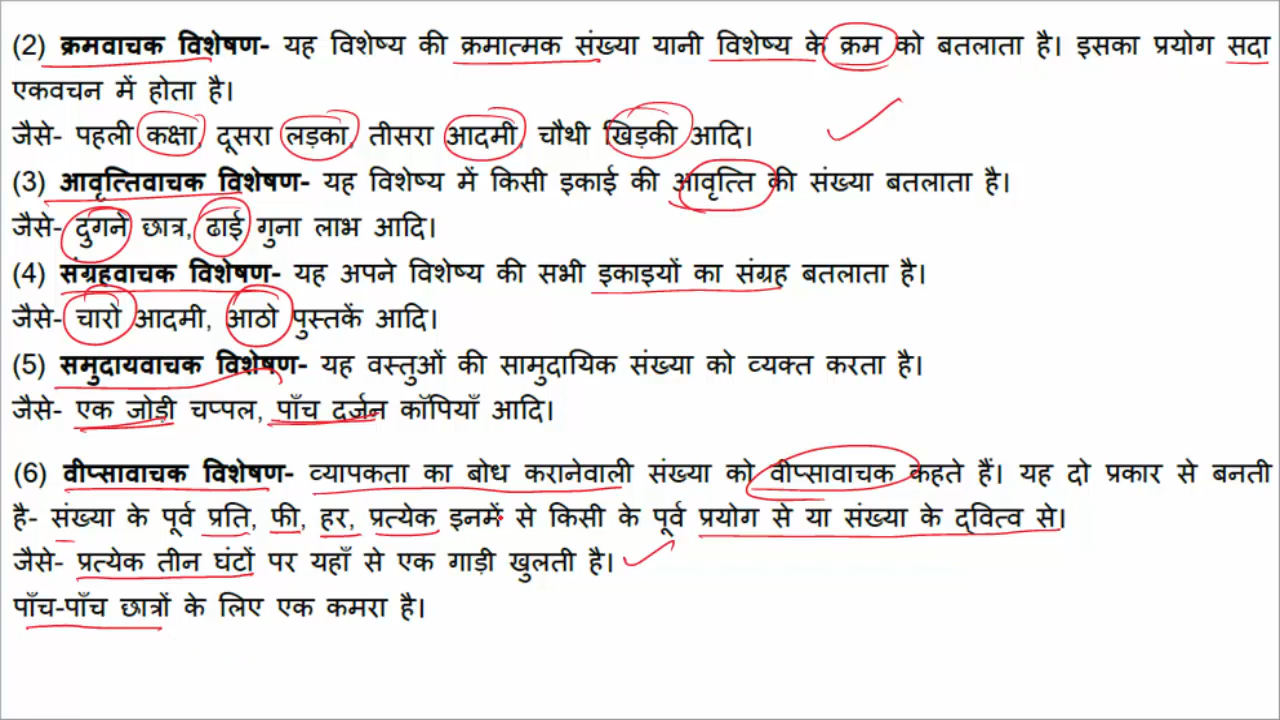 (2) क्रमवाचक विशेषण- यह विशेष्य की क्रमात्मक संख्या यानी विशेष्य के क्रम को बतलाता है। इसका प्रयोग सदा
एकवचन में होता है।
जैसे- पहली कक्षा, दूसरा लड़का, तीसरा आदमी, चौथी खिड़की आदि।
(3) आवृत्तिवाचक विशेषण- यह विशेष्य में किसी इकाई की आवृत्ति की संख्या बतलाता है।
जैसे- दुगने छात्र, ढाई गुना लाभ आदि।
(4) संग्रहवाचक विशेषण- यह अपने विशेष्य की सभी इकाइयों का संग्रह बतलाता है।
जैसे- चारो आदमी, आठो पुस्तकें आदि।
(5) समुदायवाचक विशेषण- यह वस्तुओं की सामुदायिक संख्या को व्यक्त करता है।
जैसे- एक जोड़ी चप्पल, पाँच दर्जन कॉपियाँ आदि।
(6) वीप्सावाचक विशेषण- व्यापकता का बोध करानेवाली संख्या को वीप्सावाचक कहते हैं। यह दो प्रकार से बनती
है- संख्या के पूर्व प्रति, फी, हर, प्रत्येक इनमें से किसी के पूर्व प्रयोग से या संख्या के द्वित्व से।
जैसे- प्रत्येक तीन घंटों पर यहाँ से एक गाड़ी खुलती है।
पाँच-पाँच छात्रों के लिए एक कमरा है।